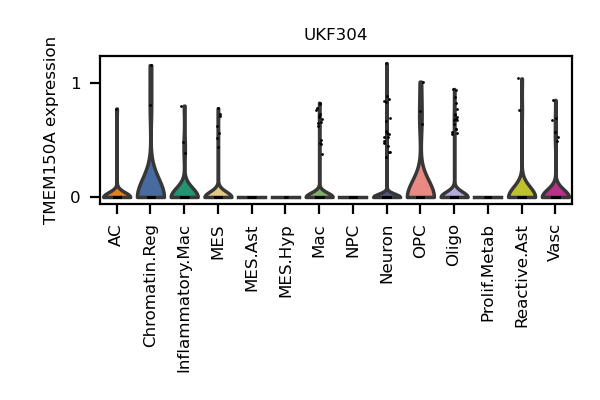 UKF304
TMEM150A expression
1
0
AC
Chromatin.Reg
Inflammatory.Mac
MES
MES.Ast
MES.Hyp
Mac
NPC
Neuron
OPC
Oligo
Prolif.Metab
Reactive.Ast
Vasc